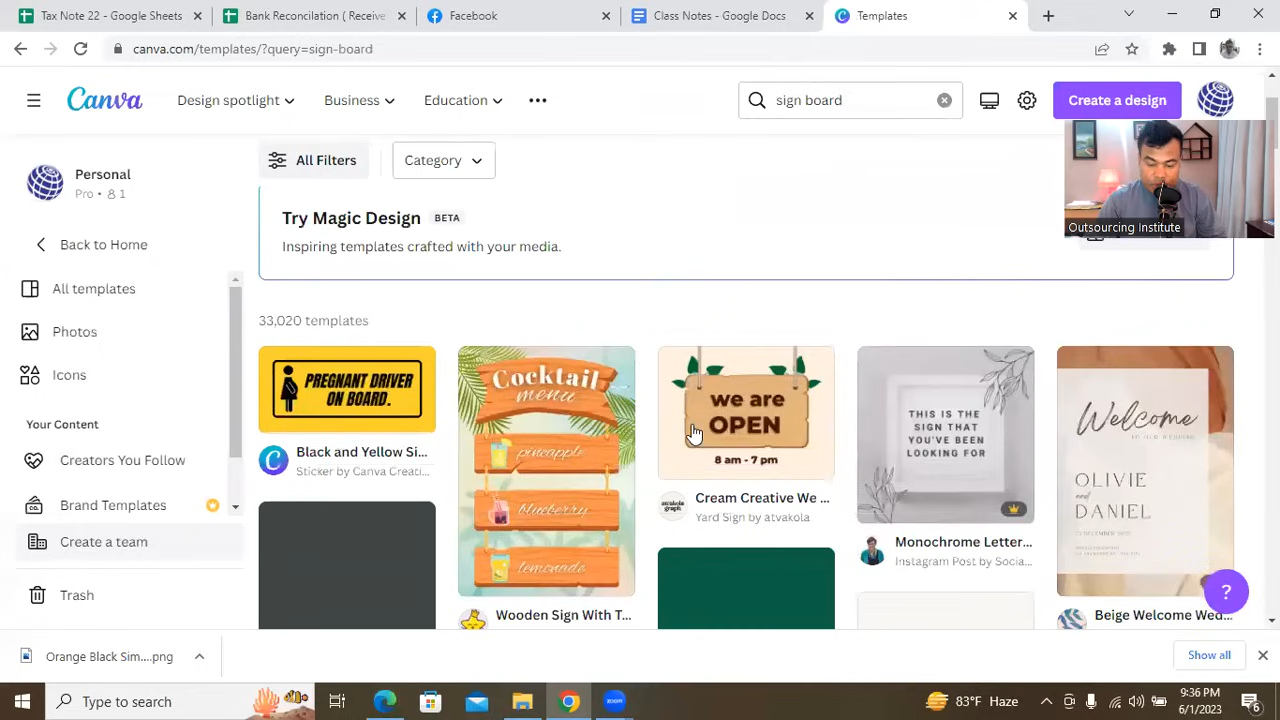 Tax Note 22 - Google Sheets
Bank Reconcilation ( Redeve
Facebook
Class Notes - Google Docs
Templates
canva.com/templates/?query=sign-board
Canva
Design spotlight
Business
Education
sign board
Create a design
Personal
Pro • 1
Back to Home
All templates
Photos
Icons
Your Content
Creators You Follow
Brand Templates
Create a team
Trash
All Filters
Category
Outsourcing Institute
Try Magic Design BETA
Inspiring templates crafted with your media.
33,020 templates
PREGNANT DRIVER
ON BOARD.
Black and Yellow Si...
Sticker by Canva Creati...
Cocktail
menu
pineapple
blueberry
lemonade
Wooden Sign With T...
we are
OPEN
8 am - 7 pm
Cream Creative We ...
Yard Sign by atvakola
THIS IS THE
SIGN THAT
YOU'VE BEEN
LOOKING FOR
Monochrome Letter...
Instagram Post by Socia...
Welcome
OLIVIE
and
DANIEL
Beige Welcome Wed...
?
Orange Black Sim....png
Show all
Type here to search
zoom
83°F Haze
9:36 PM
6/1/2023
6